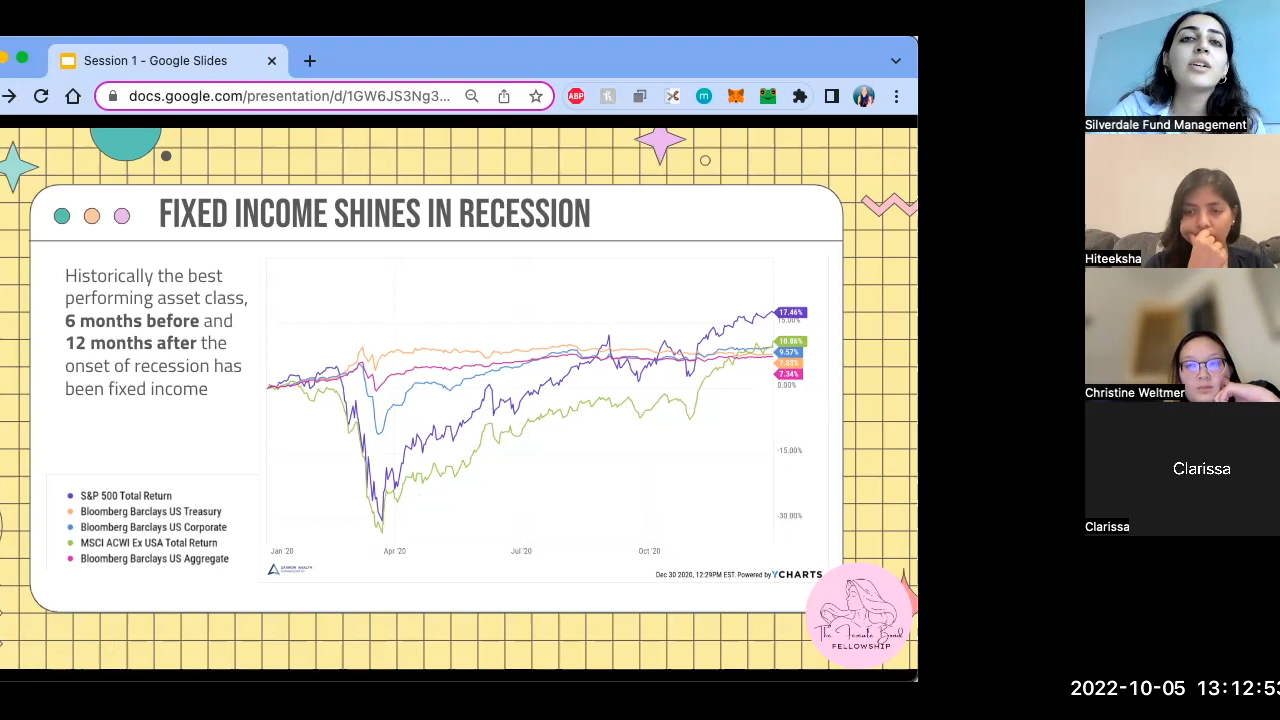 Session 1 - Google Slides
docs.google.com/presentation/d/1GW6JS3Ng3...
ABP
FIXED INCOME SHINES IN RECESSION
Historically the best
performing asset class,
6 months before and
12 months after the
onset of recession has
been fixed income
S&P 500 Total Return
Bloomberg Barclays US Treasury
Bloomberg Barclays US Corporate
MSCI ACWI Ex USA Total Return
Bloomberg Barclays US Aggregate
17.46%
15.00%
10.86%
9.57%
7.34%
0.00%
-15.00%
-30.00%
Jan '20
Apr '20
Jul '20
Oct '20
Dec 30 2020, 12:29PM EST. Powered by YCHARTS
The Female Bond
FELLOWSHIP
Silverdale Fund Management
Hiteeksha
Christine Weltmer
Clarissa
Clarissa
2022-10-05 13:12:53